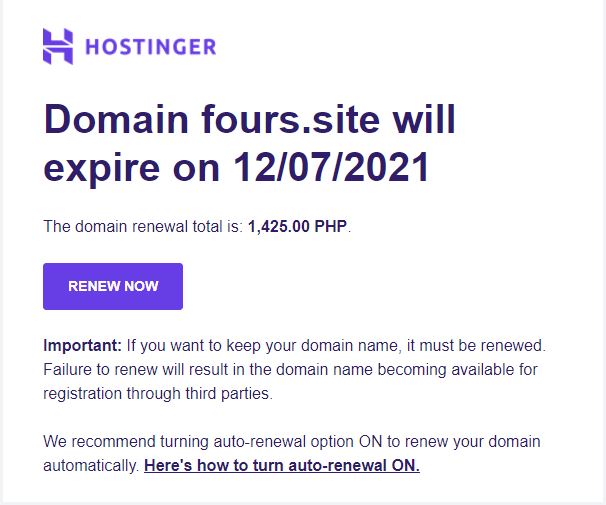 HOSTINGER
Domain fours.site will
expire on 12/07/2021
The domain renewal total is: 1,425.00 PHP.
RENEW NOW
Important: If you want to keep your domain name, it must be renewed.
Failure to renew will result in the domain name becoming available for
registration through third parties.
We recommend turning auto-renewal option ON to renew your domain
automatically. Here's how to turn auto-renewal ON.